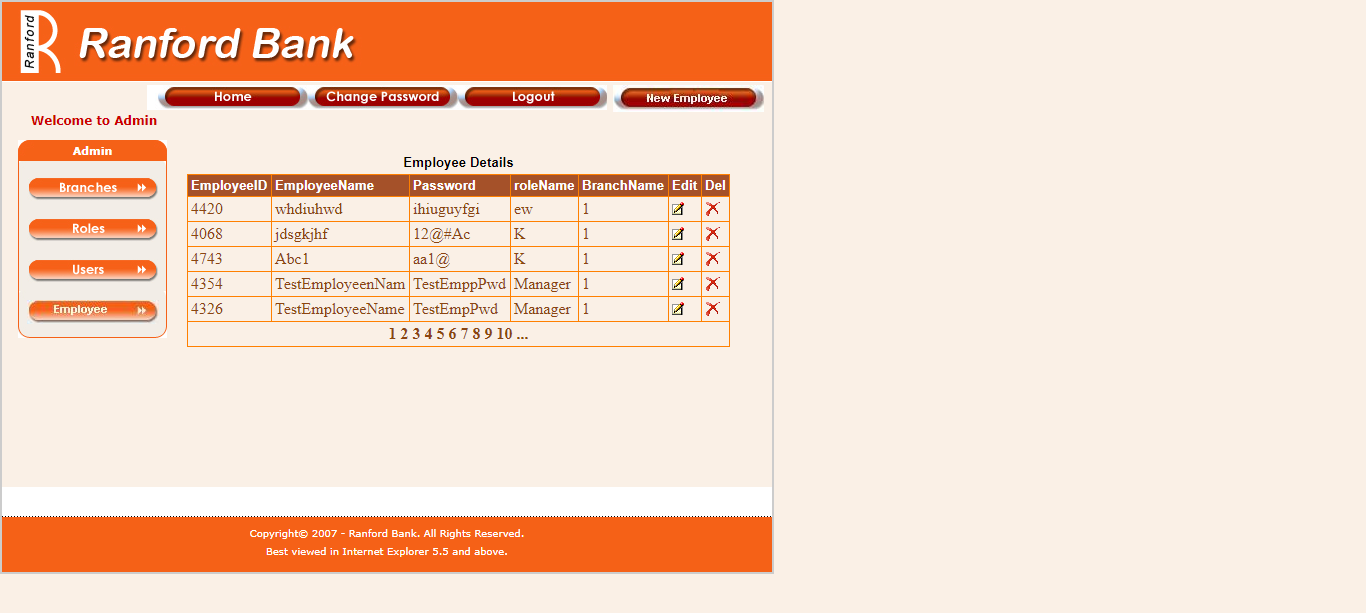 Ranford
Ranford Bank
Home Change Password Logout New Employee
Welcome to Admin
Admin
Branches
Roles
Users
Employee
Employee Details
EmployeeID EmployeeName Password roleName BranchName Edit Del
4420 whdiuhwd ihiuguyfgi ew 1
4068 jdsgkjhf 12@#Ac K 1
4743 Abc1 aa1@ K 1
4354 TestEmployeenNam TestEmppPwd Manager 1
4326 TestEmployeeName TestEmpPwd Manager 1
1 2 3 4 5 6 7 8 9 10 ...
Copyright© 2007 - Ranford Bank. All Rights Reserved.
Best viewed in Internet Explorer 5.5 and above.